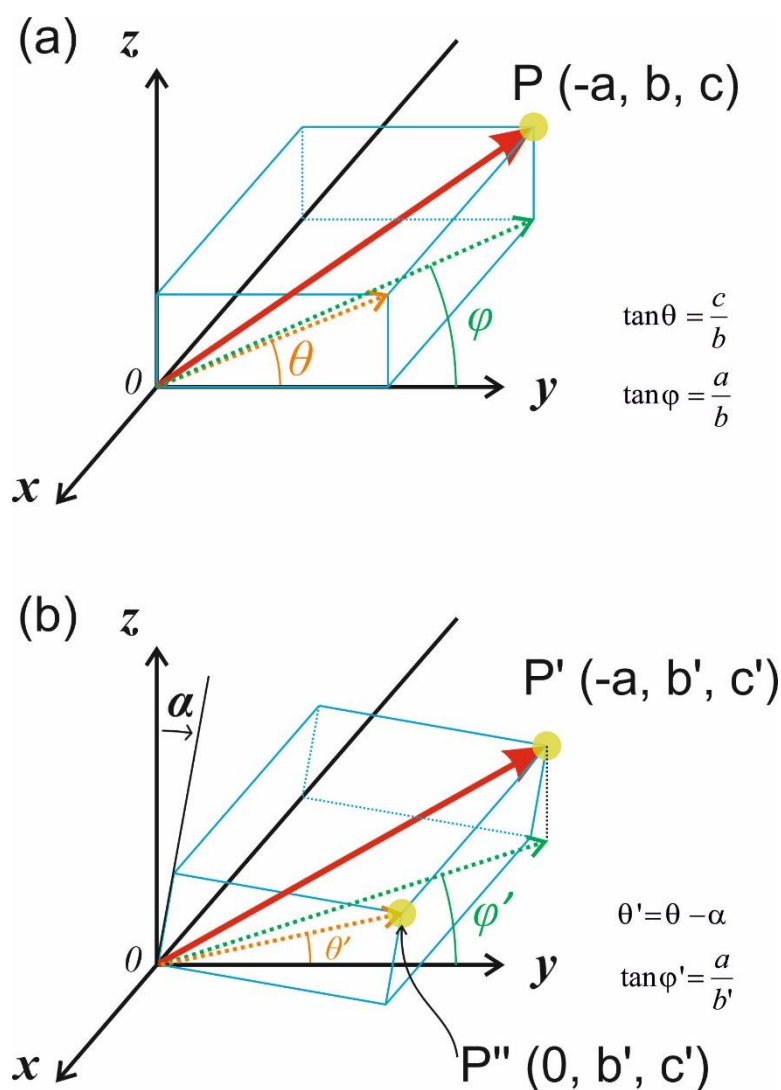 (a)
z
P (-a, b, c)
θ
φ
0
y
x
tanθ = c/b
tanφ = a/b
(b)
z
α
P' (-a, b', c')
θ'
φ'
0
y
x
θ'=θ −α
tanφ' = a/b'
P'' (0, b', c')